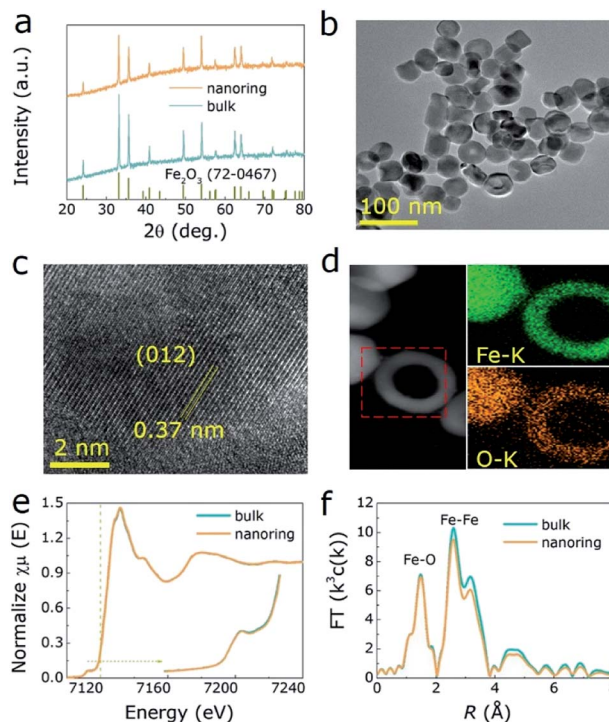 a
Intensity (a.u.)
nanoring
bulk
Fe₂O₃ (72-0467)
20 30 40 50 60 70 80
2θ (deg.)
b
100 nm
c
(012)
0.37 nm
2 nm
d
Fe-K
O-K
e
Normalize χμ (E)
1.5
1.2
0.9
0.6
0.3
0.0
bulk
nanoring
7120 7160 7200 7240
Energy (eV)
f
FT (k³c(k))
12
10
8
6
4
2
0
Fe-Fe
Fe-O
bulk
nanoring
0 2 4 6 8
R (Å)